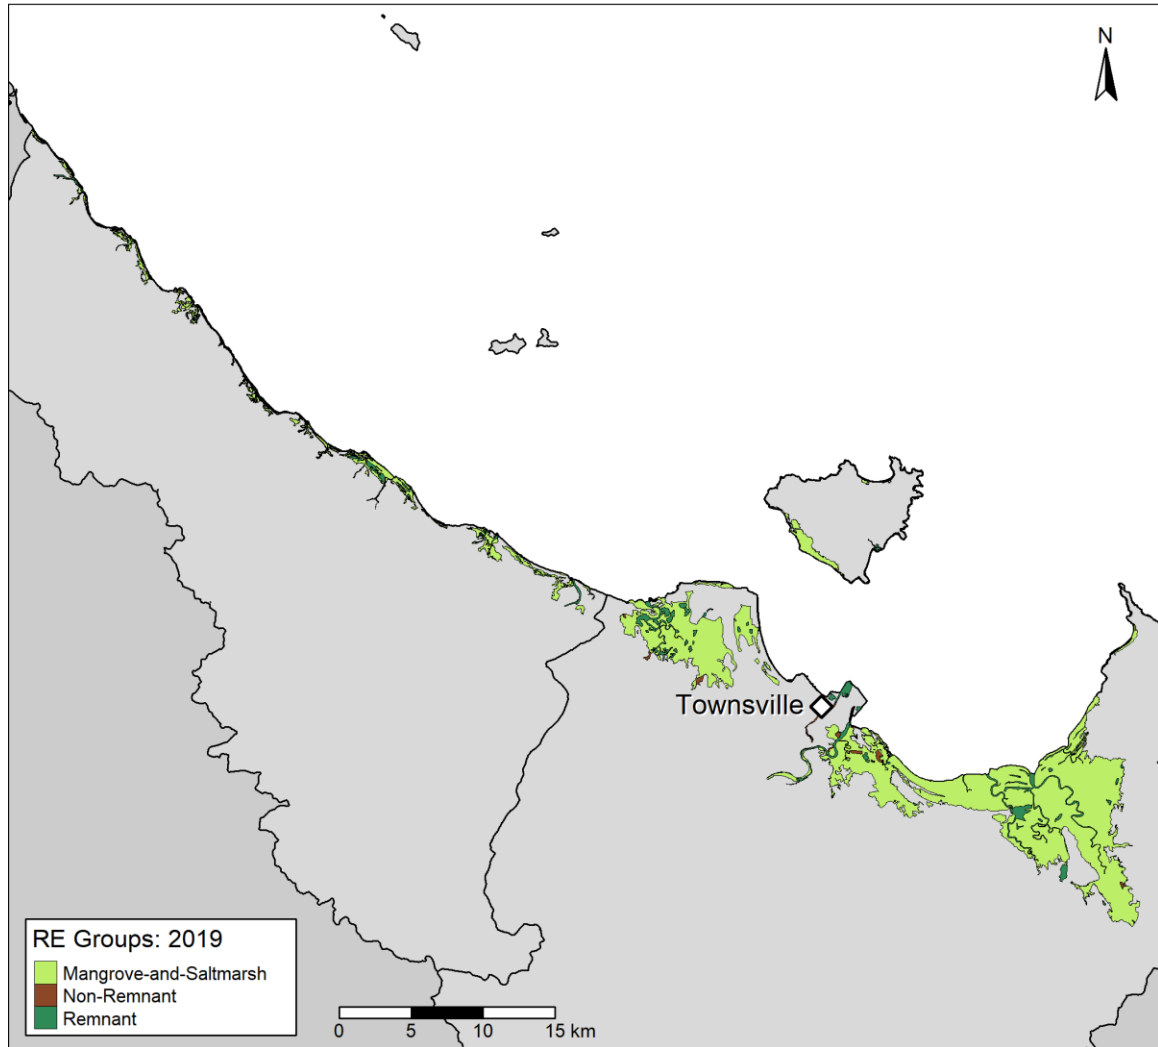 N
Townsville
RE Groups: 2019
Mangrove-and-Saltmarsh
Non-Remnant
Remnant
0 5 10 15 km